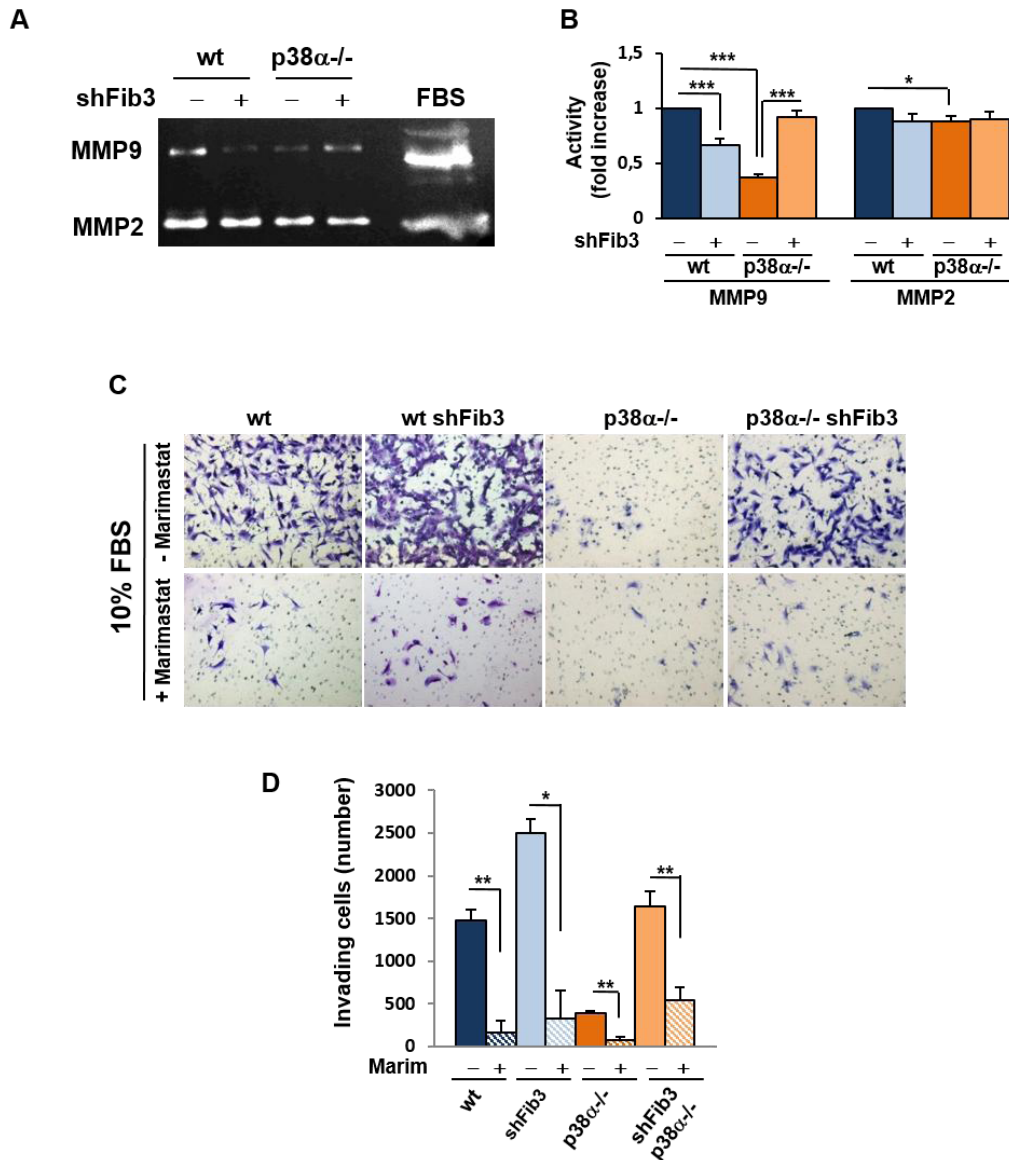 A
wt p38α-/-
shFib3 – + – + FBS
MMP9
MMP2
B
Activity
(fold increase)
1,5
1
0,5
0
***
***
***
*
shFib3 – + – + – + – +
wt p38α-/- wt p38α-/-
MMP9 MMP2
C
wt wt shFib3 p38α-/- p38α-/- shFib3
10% FBS
- Marimastat
+ Marimastat
D
Invading cells (number)
3000
2500
2000
1500
1000
500
0
**
*
**
**
Marim – + – + – + – +
wt
shFib3
p38α-/-
shFib3
p38α-/-